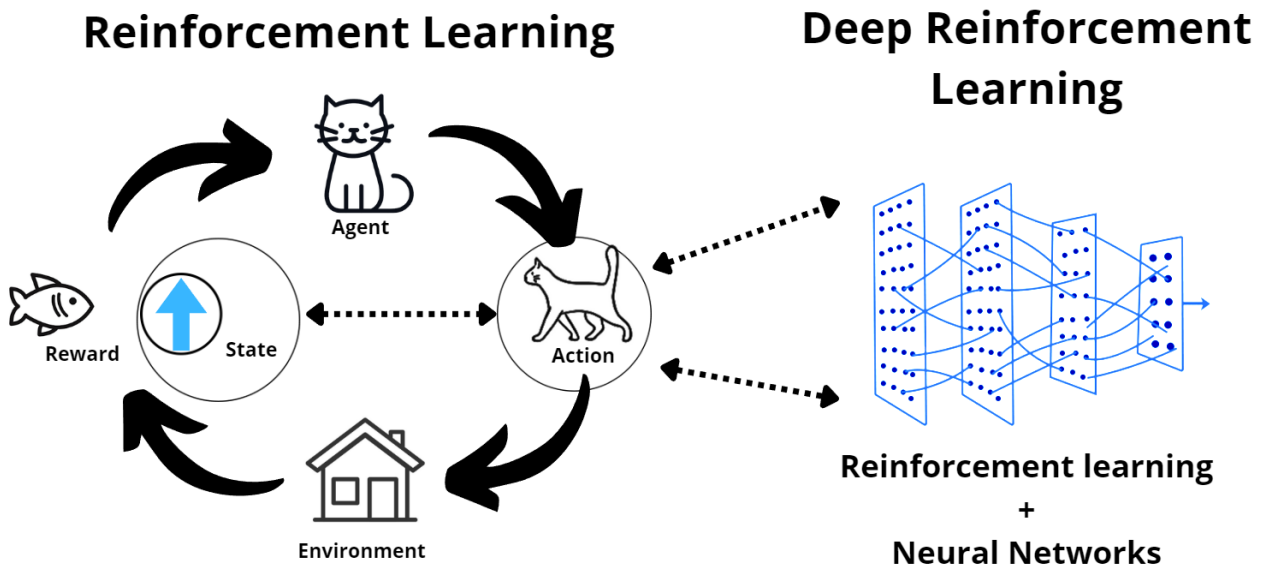 Reinforcement Learning
Deep Reinforcement
Learning
Agent
Reward
State
Action
Environment
Reinforcement learning
+
Neural Networks